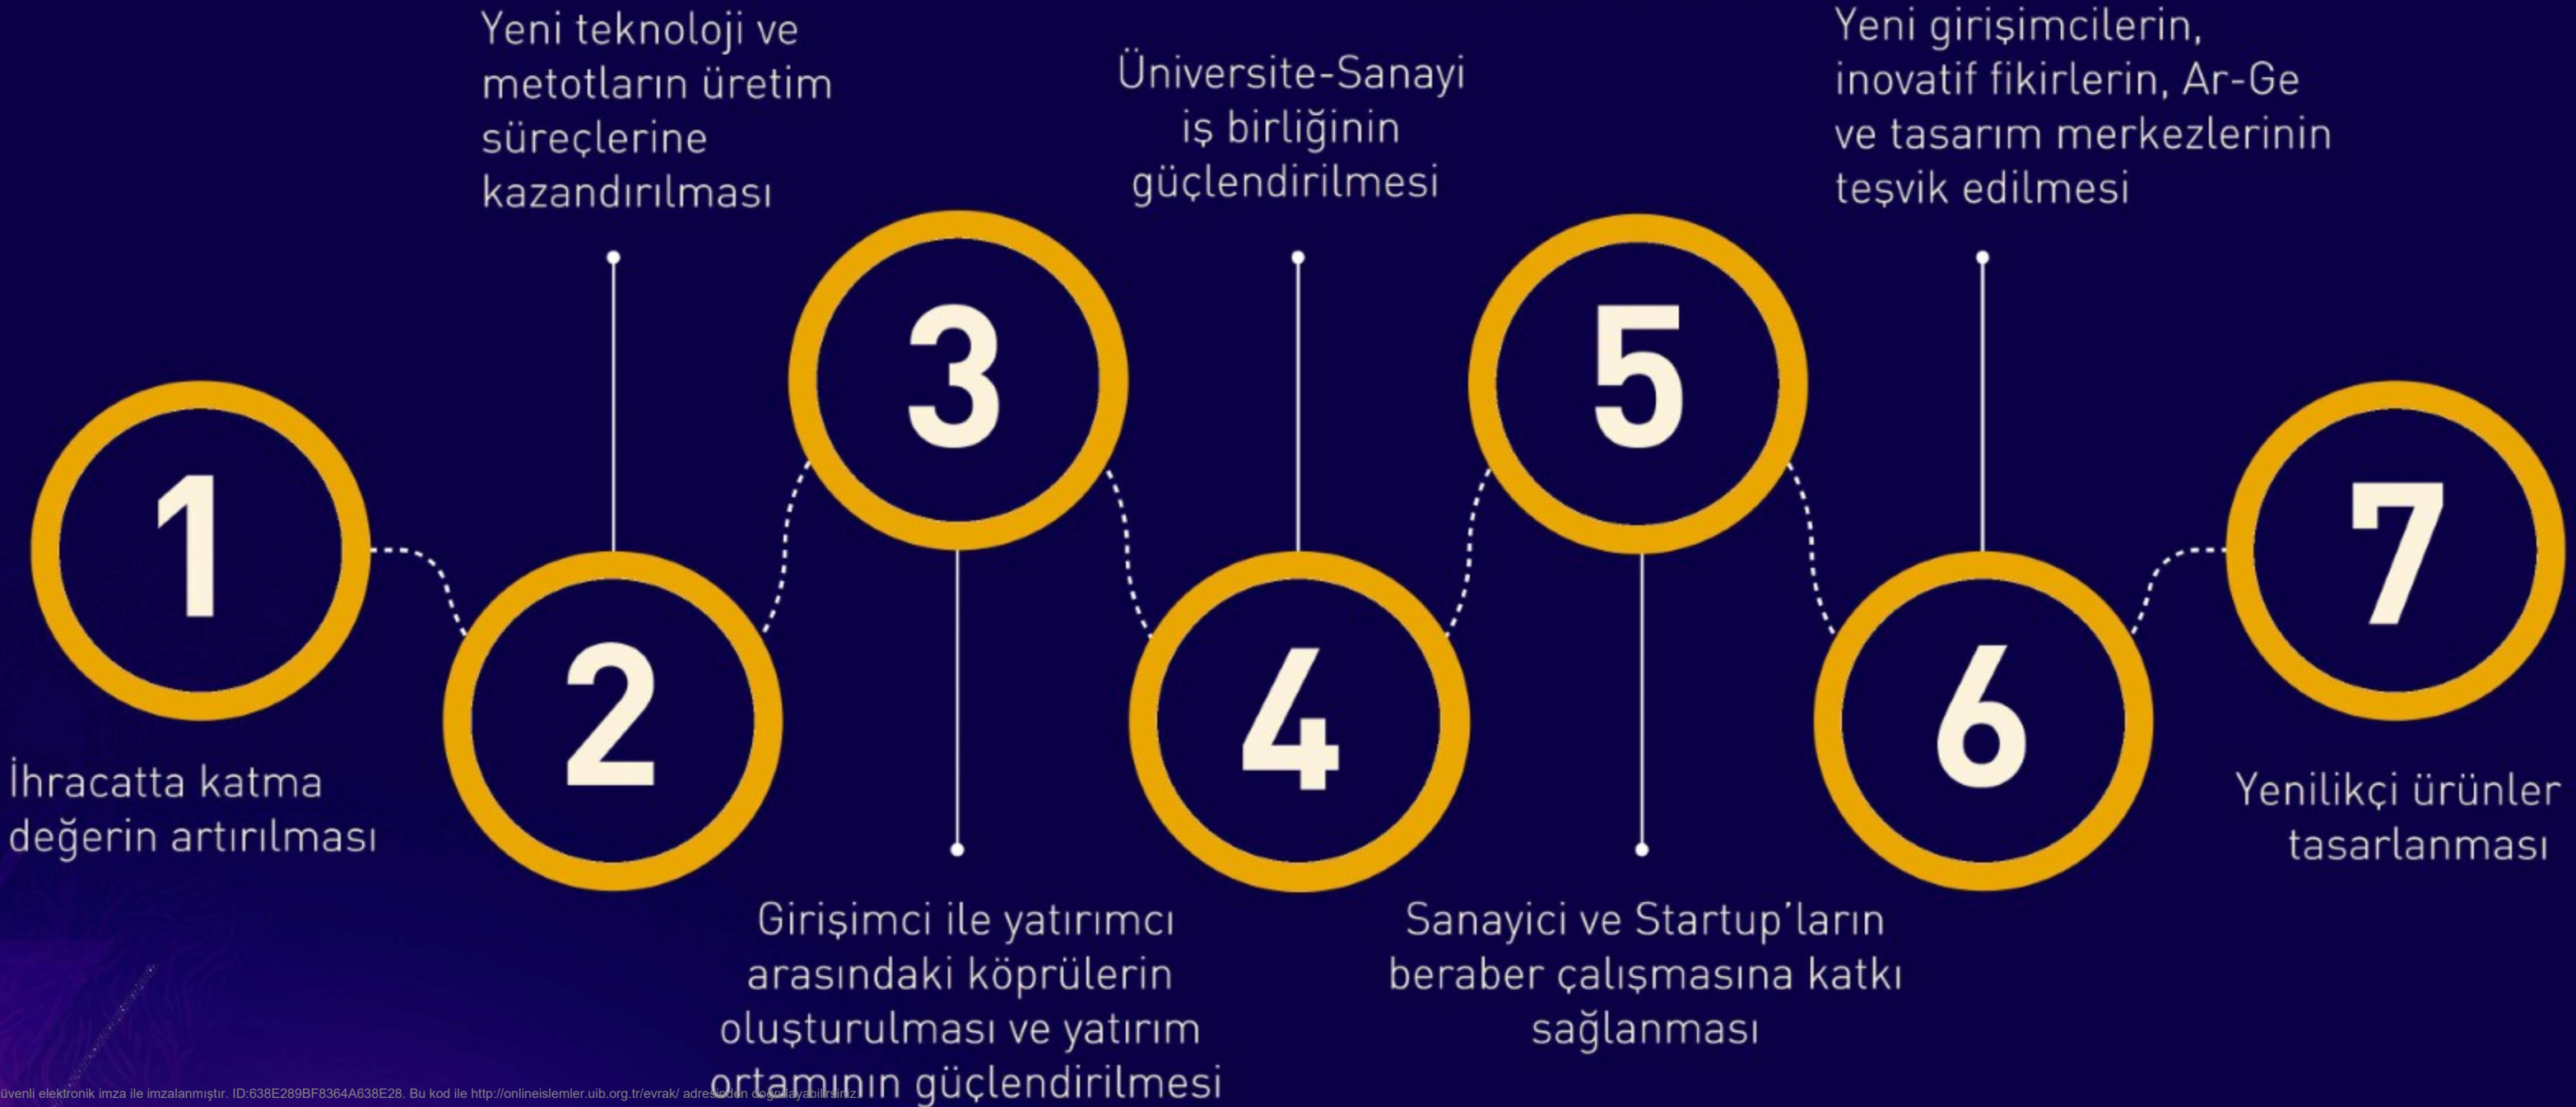 1
İhracatta katma
değerin artırılması
Yeni teknoloji ve
metotların üretim
süreçlerine
kazandırılması
2
3
Girişimci ile yatırımcı
arasındaki köprülerin
oluşturulması ve yatırım
ortamının güçlendirilmesi
Üniversite-Sanayi
iş birliğinin
güçlendirilmesi
4
5
Sanayici ve Startup'ların
beraber çalışmasına katkı
sağlanması
Yeni girişimcilerin,
inovatif fikirlerin, Ar-Ge
ve tasarım merkezlerinin
teşvik edilmesi
6
7
Yenilikçi ürünler
tasarlanması
üvenli elektronik imza ile imzalanmıştır. ID:638E289BF8364A638E28. Bu kod ile http://onlineislemler.uib.org.tr/evrak/ adresinden doğrulayabilirsiniz.